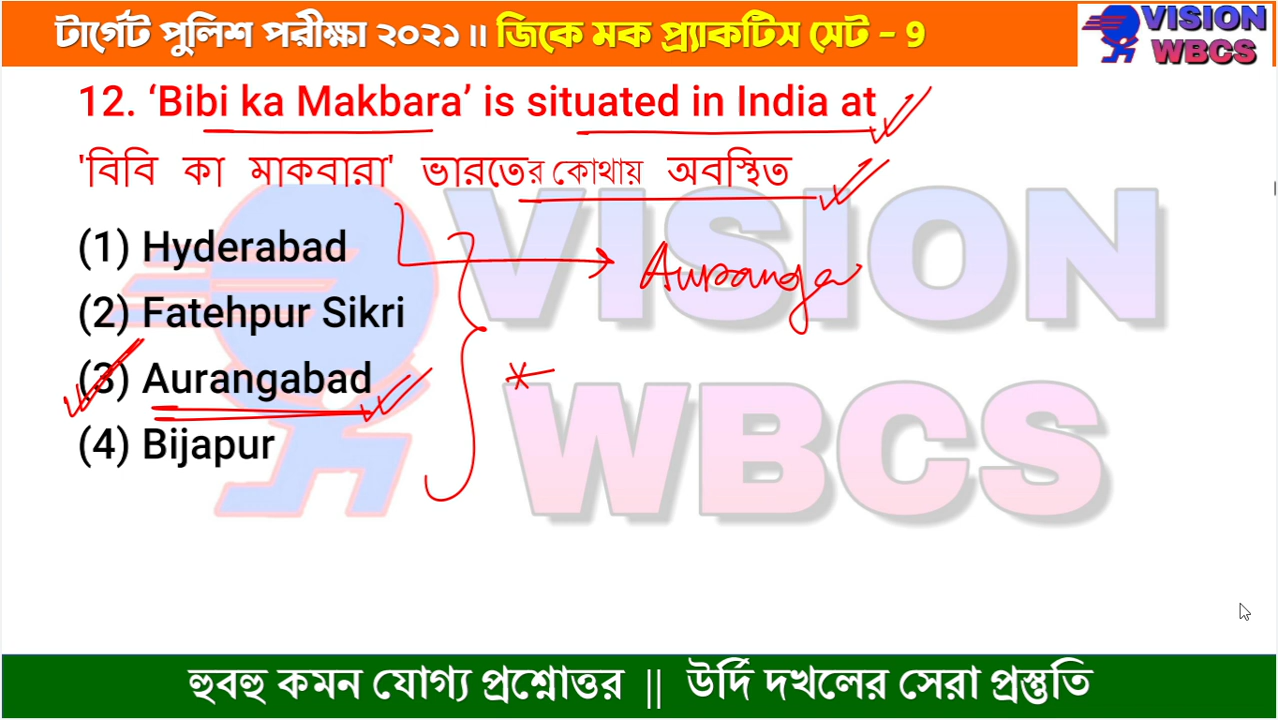 টার্গেট পুলিশ পরীক্ষা ২০২১ ॥ জিকে মক প্র্যাকটিস সেট - 9
VISION
WBCS
12. ‘Bibi ka Makbara’ is situated in India at
'বিবি কা মাকবারা' ভারতের কোথায় অবস্থিত
(1) Hyderabad
Auranga
(2) Fatehpur Sikri
(3) Aurangabad
(4) Bijapur
VISION
WBCS
হুবহু কমন যোগ্য প্রশ্নোত্তর || উর্দি দখলের সেরা প্রস্তুতি